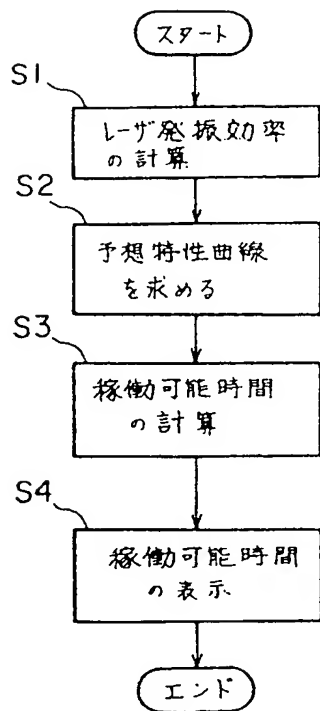 スタート
S1
レーザ発振効率
の計算
S2
予想特性曲線
を求める
S3
稼働可能時間
の計算
S4
稼働可能時間
の表示
エンド